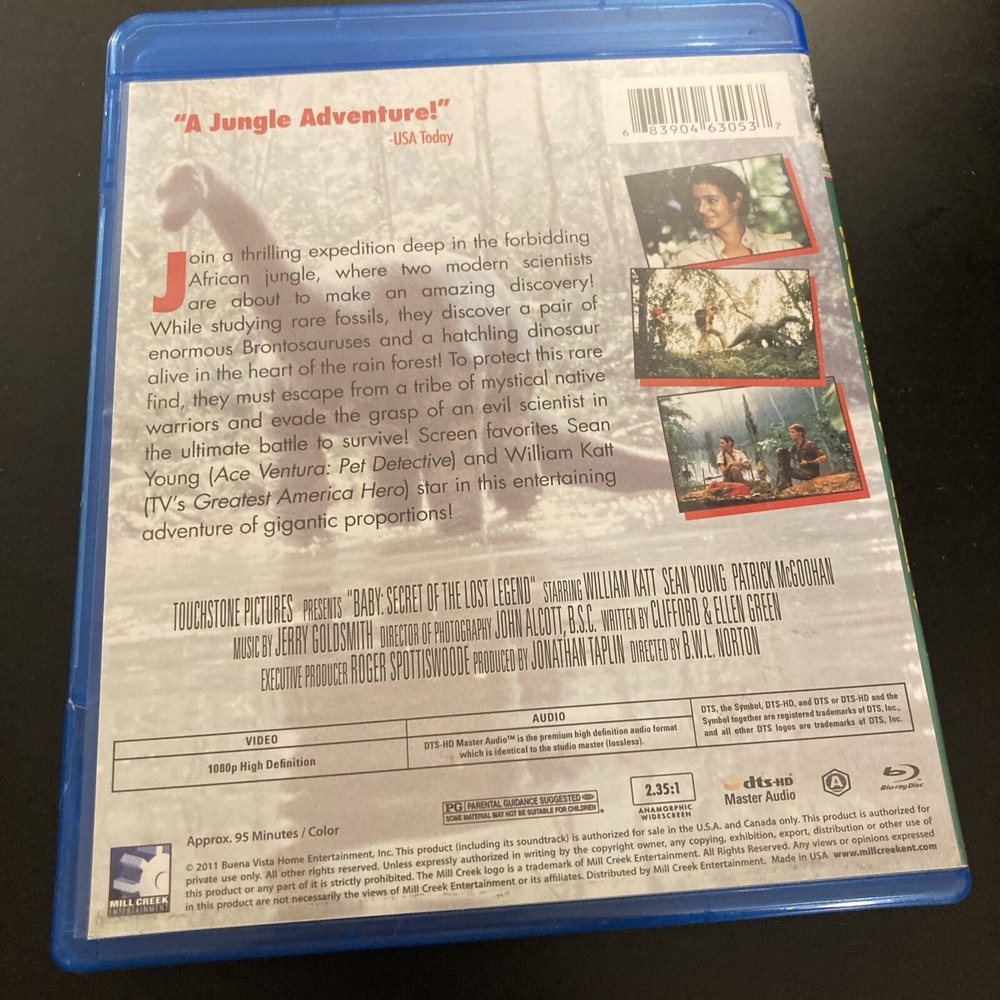 “A Jungle Adventure!”
-USA Today
6 83904 63053 7
Join a thrilling expedition deep in the forbidding
African jungle, where two modern scientists
are about to make an amazing discovery!
While studying rare fossils, they discover a pair of
enormous Brontosauruses and a hatchling dinosaur
alive in the heart of the rain forest! To protect this rare
find, they must escape from a tribe of mystical native
warriors and evade the grasp of an evil scientist in
the ultimate battle to survive! Screen favorites Sean
Young (Ace Ventura: Pet Detective) and William Katt
(TV’s Greatest America Hero) star in this entertaining
adventure of gigantic proportions!
TOUCHSTONE PICTURES PRESENTS "BABY: SECRET OF THE LOST LEGEND" STARRING WILLIAM KATT SEAN YOUNG PATRICK McGOOHAN
MUSIC BY JERRY GOLDSMITH DIRECTOR OF PHOTOGRAPHY JOHN ALCOTT, B.S.C. WRITTEN BY CLIFFORD & ELLEN GREEN
EXECUTIVE PRODUCER ROGER SPOTTISWOODE PRODUCED BY JONATHAN TAPLIN DIRECTED BY B.W.L. NORTON
VIDEO
1080p High Definition
AUDIO
DTS-HD Master Audio™ is the premium high definition audio format
which is identical to the studio master (lossless).
DTS, the Symbol, DTS-HD, and DTS or DTS-HD and the
Symbol together are registered trademarks of DTS, Inc.,
and all other DTS logos are trademarks of DTS, Inc.
PG PARENTAL GUIDANCE SUGGESTED
SOME MATERIAL MAY NOT BE SUITABLE FOR CHILDREN
2.35:1
ANAMORPHIC
WIDESCREEN
dts-HD
Master Audio
A
Blu-ray Disc
Approx. 95 Minutes / Color
© 2011 Buena Vista Home Entertainment, Inc. This product (including its soundtrack) is authorized for sale in the U.S.A. and Canada only. This product is authorized for
private use only. All other rights reserved. Unless expressly authorized in writing by the copyright owner, any copying, exhibition, export, distribution or other use of
this product or any part of it is strictly prohibited. The Mill Creek logo is a trademark of Mill Creek Entertainment. All Rights Reserved. Any views or opinions expressed
in this product are not necessarily the views of Mill Creek Entertainment or its affiliates. Distributed by Mill Creek Entertainment. Made in USA www.millcreekent.com
MILL CREEK
ENTERTAINMENT